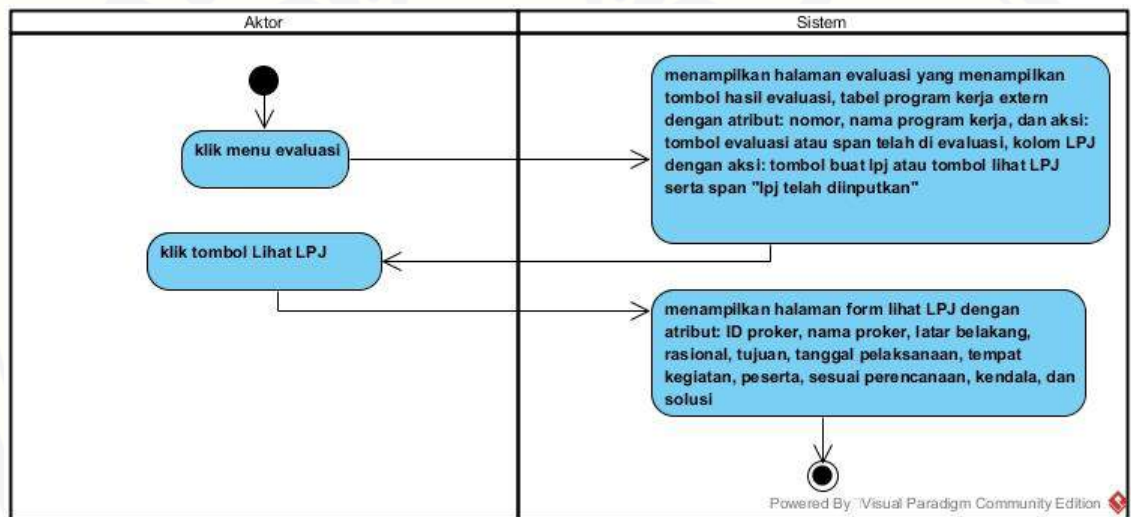 Aktor
Sistem
klik menu evaluasi
menampilkan halaman evaluasi yang menampilkan
tombol hasil evaluasi, tabel program kerja extern
dengan atribut: nomor, nama program kerja, dan aksi:
tombol evaluasi atau span telah di evaluasi, kolom LPJ
dengan aksi: tombol buat lpj atau tombol lihat LPJ
serta span "lpj telah diinputkan"
klik tombol Lihat LPJ
menampilkan halaman form lihat LPJ dengan
atribut: ID proker, nama proker, latar belakang,
rasional, tujuan, tanggal pelaksanaan, tempat
kegiatan, peserta, sesuai perencanaan, kendala, dan
solusi
Powered By Visual Paradigm Community Edition